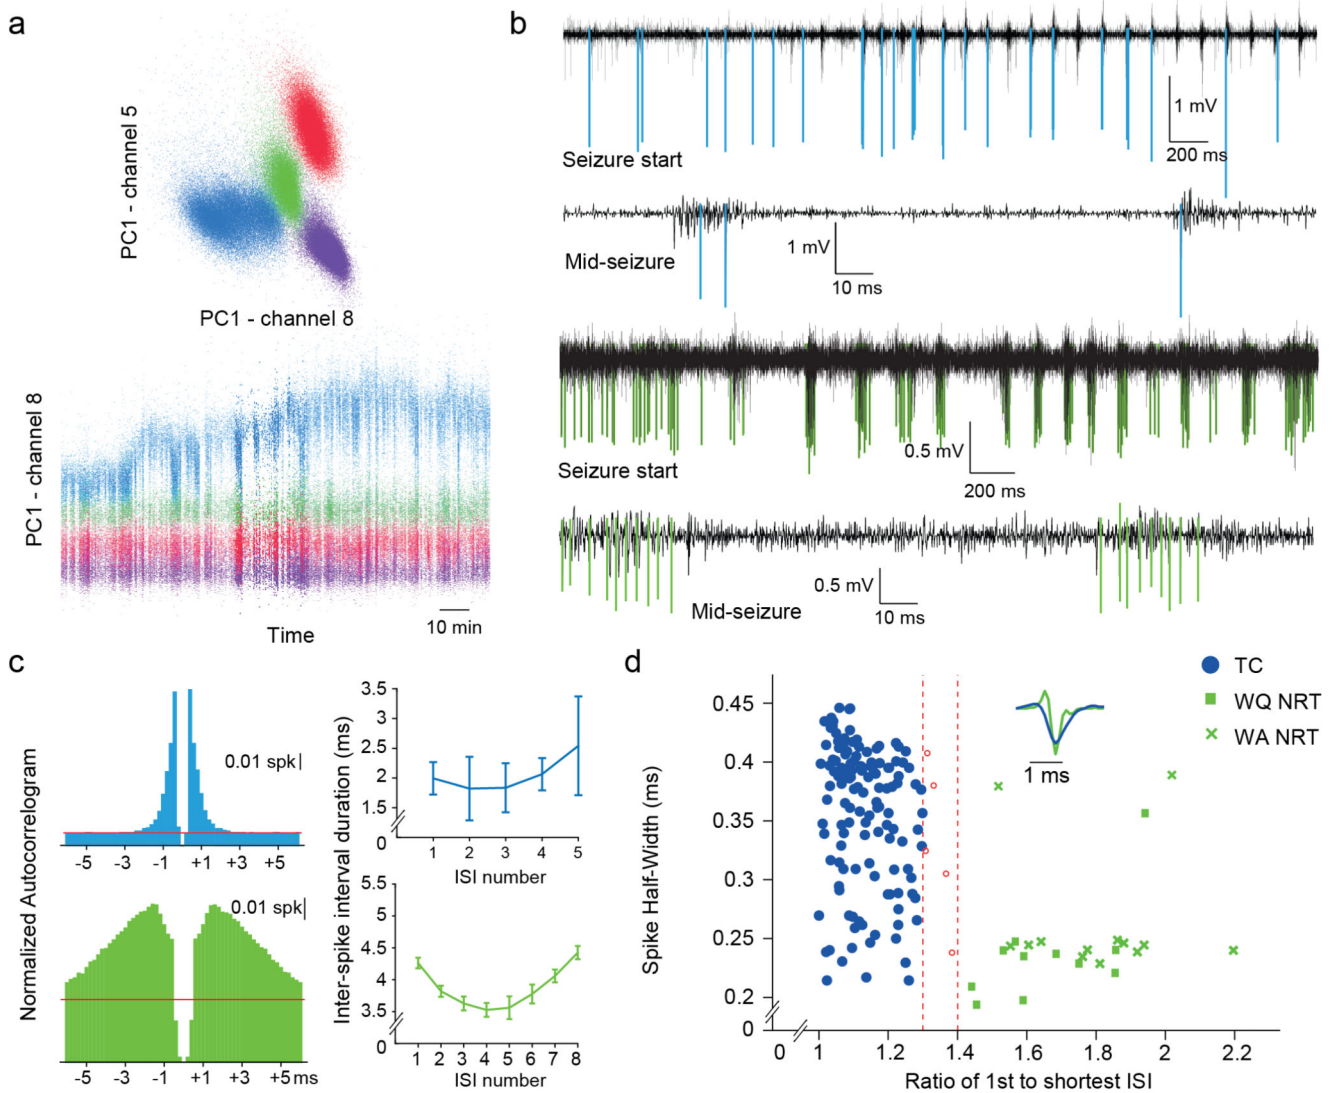 a
PC1 - channel 5
PC1 - channel 8
PC1 - channel 8
Time
10 min
b
1 mV
200 ms
Seizure start
1 mV
10 ms
Mid-seizure
0.5 mV
200 ms
Seizure start
0.5 mV
10 ms
Mid-seizure
c
Normalized Autocorrelogram
0.01 spk
-5 -3 -1 +1 +3 +5
0.01 spk
-5 -3 -1 +1 +3 +5 ms
Inter-spike interval duration (ms)
3.5
3
2.5
2
1.5
0
1 2 3 4 5
ISI number
5.5
4.5
3.5
0
1 2 3 4 5 6 7 8
ISI number
d
TC
WQ NRT
WA NRT
1 ms
Spike Half-Width (ms)
0.45
0.4
0.35
0.3
0.25
0.2
0
0 1 1.2 1.4 1.6 1.8 2 2.2
Ratio of 1st to shortest ISI